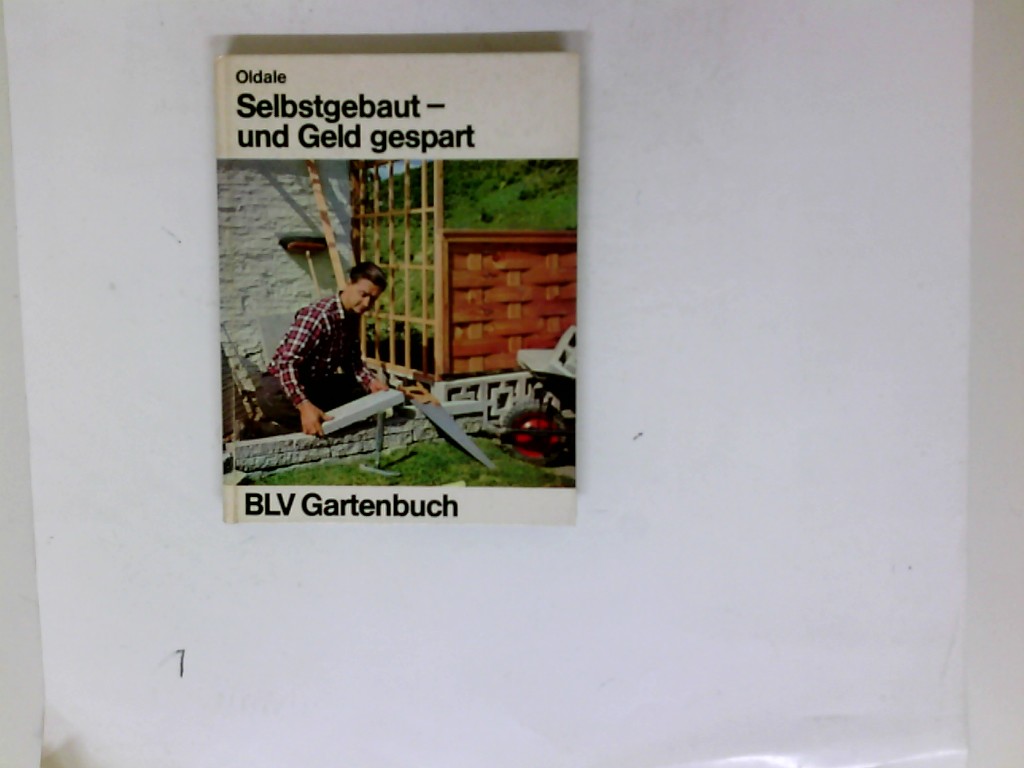 Oldale
Selbstgebaut –
und Geld gespart
BLV Gartenbuch